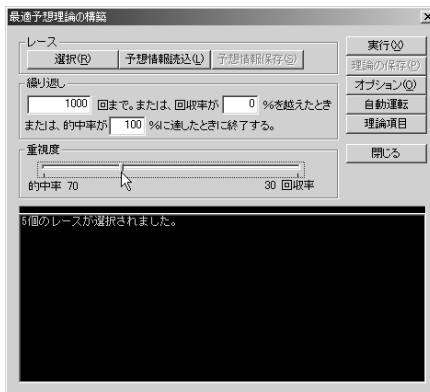 最適予想理論の構築
レース
選択(R) 予想情報読込(L) 予想情報保存(S)
繰り返し
1000 回まで。または、回収率が 0 %を越えたとき
または、的中率が 100 %に達したときに終了する。
重視度
的中率 70 30 回収率
実行(X)
理論の保存(P)
オプション(O)
自動運転
理論項目
閉じる
5個のレースが選択されました。